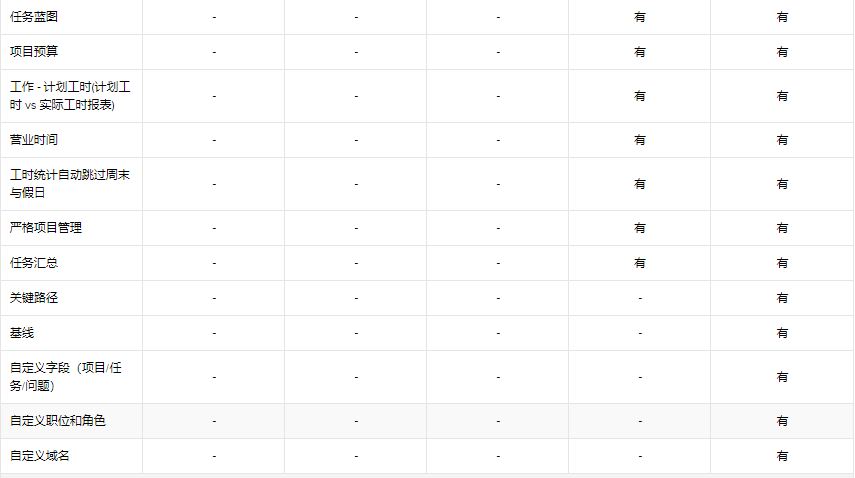 任务蓝图 - - - 有 有
项目预算 - - - 有 有
工作 - 计划工时(计划工
时 vs 实际工时报表) - - - 有 有
营业时间 - - - 有 有
工时统计自动跳过周末
与假日 - - - 有 有
严格项目管理 - - - 有 有
任务汇总 - - - 有 有
关键路径 - - - - 有
基线 - - - - 有
自定义字段（项目/任
务/问题） - - - - 有
自定义职位和角色 - - - - 有
自定义域名 - - - - 有